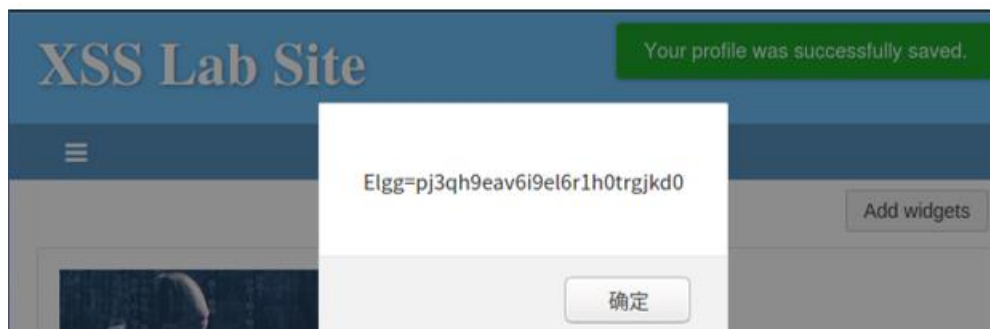 XSS Lab Site
Your profile was successfully saved.
Elgg=pj3qh9eav6i9el6r1h0trgjkd0
Add widgets
确定